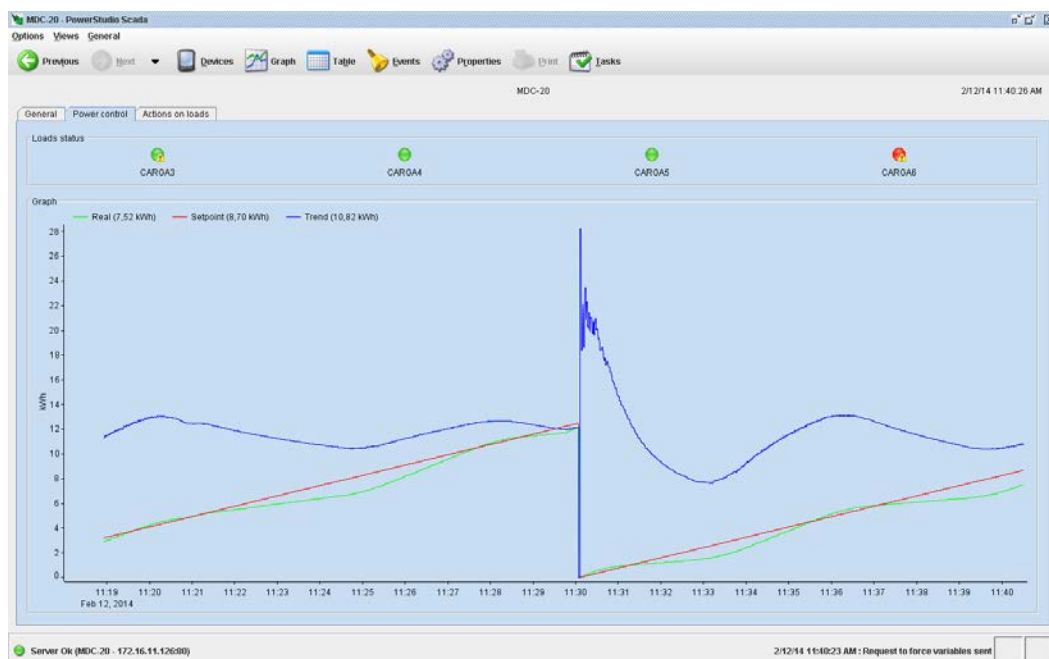 MDC-20 - PowerStudio Scada
Options Views General
Previous Next Devices Graph Table Events Properties Print Tasks
MDC-20 2/12/14 11:40:26 AM
General Power control Actions on loads
Loads status
CARGA3 CARGA4 CARGA5 CARGA6
Graph
Real (7,52 kWh) Setpoint (8,70 kWh) Trend (10,82 kWh)
28
26
24
22
20
18
16
14
12
10
8
6
4
2
0
kWh
11:19 11:20 11:21 11:22 11:23 11:24 11:25 11:26 11:27 11:28 11:29 11:30 11:31 11:32 11:33 11:34 11:35 11:36 11:37 11:38 11:39 11:40
Feb 12, 2014
Server Ok (MDC-20 - 172.16.11.126:80) 2/12/14 11:40:23 AM : Request to force variables sent